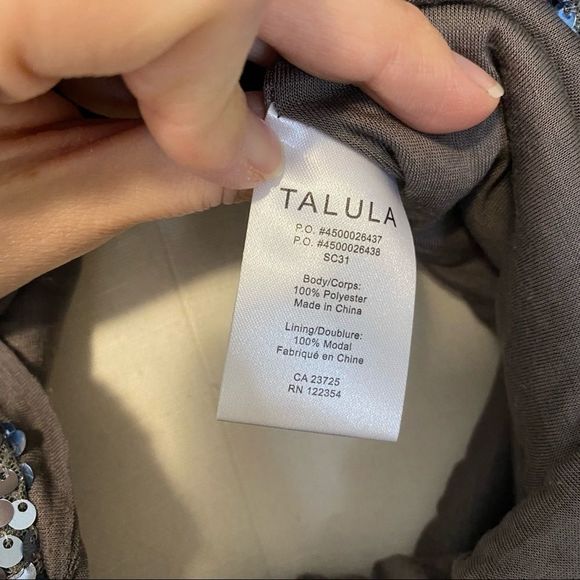 TALULA
P.O. #4500026437
P.O. #4500026438
SC31
Body/Corps:
100% Polyester
Made in China
Lining/Doublure:
100% Modal
Fabriqué en Chine
CA 23725
RN 122354